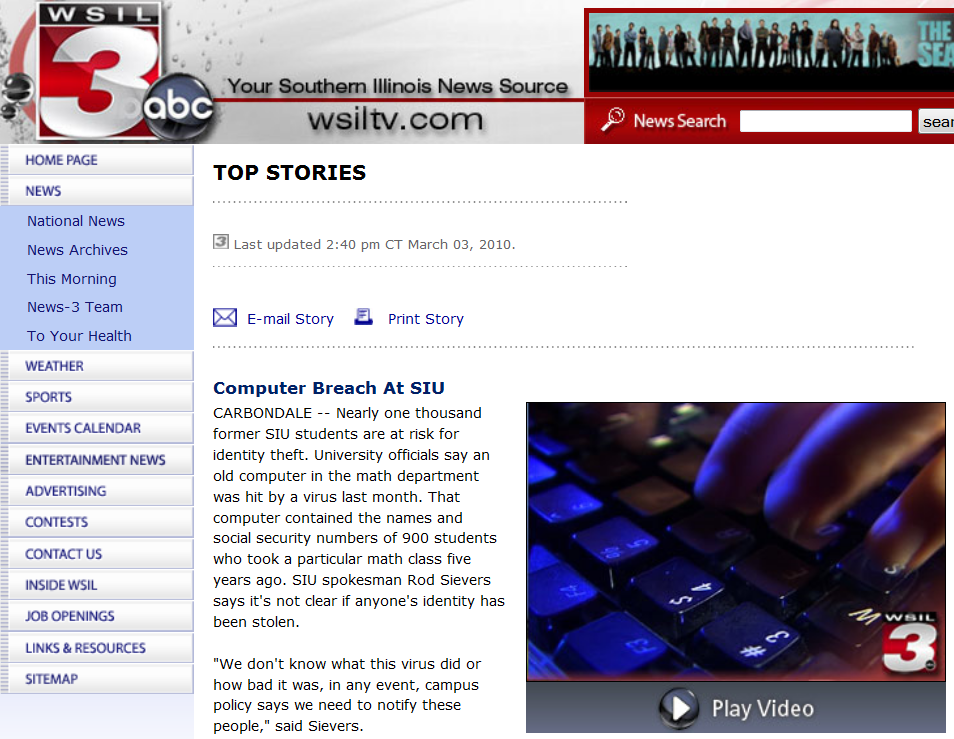 WSIL
3
abc
Your Southern Illinois News Source
wsiltv.com
THE
SEA
News Search
sear
HOME PAGE
NEWS
National News
News Archives
This Morning
News-3 Team
To Your Health
WEATHER
SPORTS
EVENTS CALENDAR
ENTERTAINMENT NEWS
ADVERTISING
CONTESTS
CONTACT US
INSIDE WSIL
JOB OPENINGS
LINKS & RESOURCES
SITEMAP
TOP STORIES
3 Last updated 2:40 pm CT March 03, 2010.
E-mail Story Print Story
Computer Breach At SIU
CARBONDALE -- Nearly one thousand
former SIU students are at risk for
identity theft. University officials say an
old computer in the math department
was hit by a virus last month. That
computer contained the names and
social security numbers of 900 students
who took a particular math class five
years ago. SIU spokesman Rod Sievers
says it's not clear if anyone's identity has
been stolen.
"We don't know what this virus did or
how bad it was, in any event, campus
policy says we need to notify these
people," said Sievers.
WSIL
3
Play Video